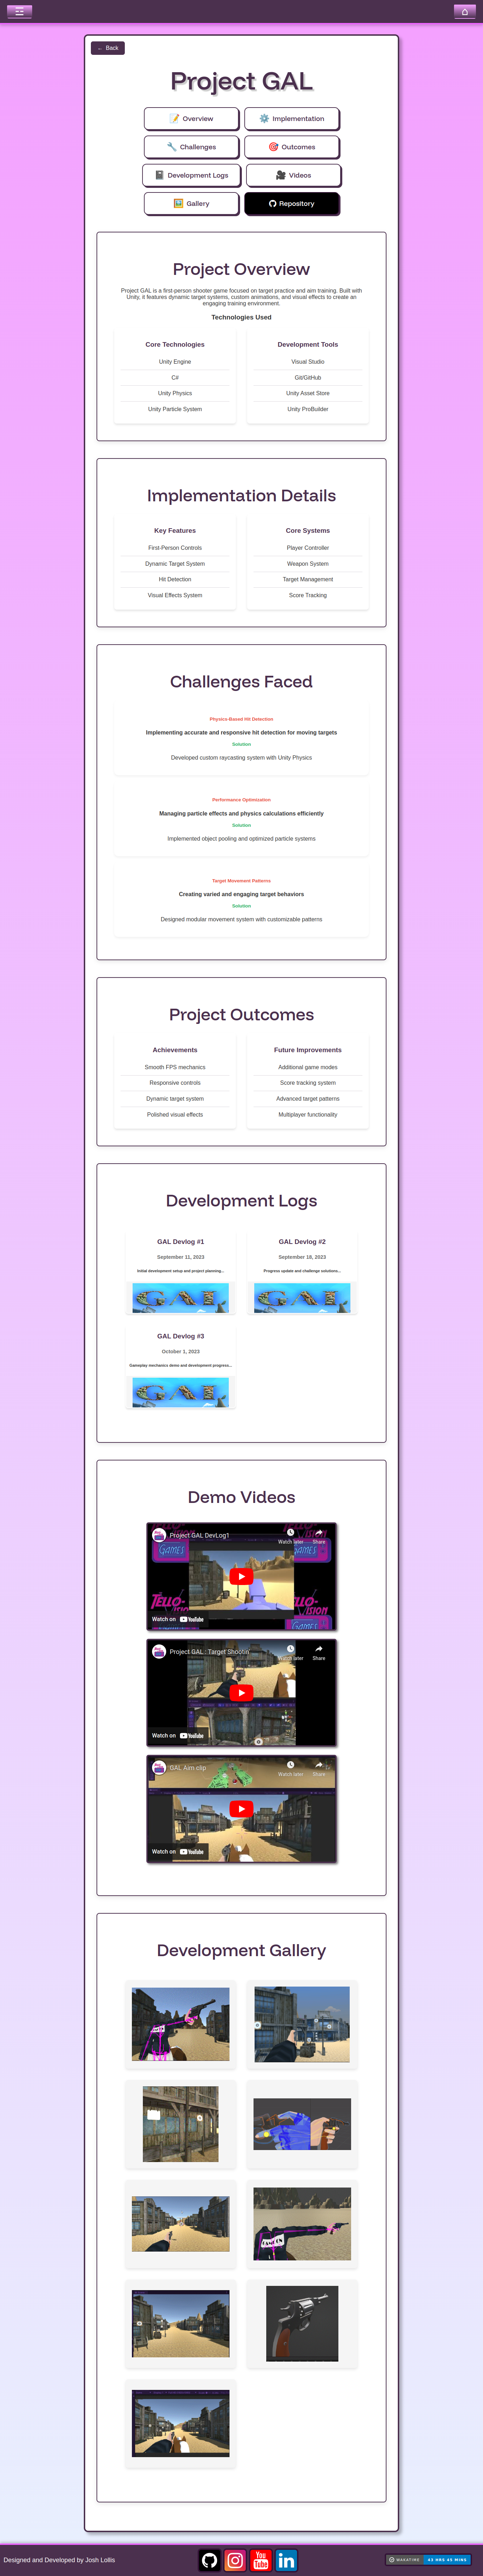 ← Back
Project GAL
📝 Overview
⚙️ Implementation
🔧 Challenges
🎯 Outcomes
📓 Development Logs
🎥 Videos
🖼️ Gallery
Repository
Project Overview
Project GAL is a first-person shooter game focused on target practice and aim training. Built with
Unity, it features dynamic target systems, custom animations, and visual effects to create an
engaging training environment.
Technologies Used
Core Technologies
Unity Engine
C#
Unity Physics
Unity Particle System
Development Tools
Visual Studio
Git/GitHub
Unity Asset Store
Unity ProBuilder
Implementation Details
Key Features
First-Person Controls
Dynamic Target System
Hit Detection
Visual Effects System
Core Systems
Player Controller
Weapon System
Target Management
Score Tracking
Challenges Faced
Physics-Based Hit Detection
Implementing accurate and responsive hit detection for moving targets
Solution
Developed custom raycasting system with Unity Physics
Performance Optimization
Managing particle effects and physics calculations efficiently
Solution
Implemented object pooling and optimized particle systems
Target Movement Patterns
Creating varied and engaging target behaviors
Solution
Designed modular movement system with customizable patterns
Project Outcomes
Achievements
Smooth FPS mechanics
Responsive controls
Dynamic target system
Polished visual effects
Future Improvements
Additional game modes
Score tracking system
Advanced target patterns
Multiplayer functionality
Development Logs
GAL Devlog #1
September 11, 2023
Initial development setup and project planning...
GAL
GAL Devlog #2
September 18, 2023
Progress update and challenge solutions...
GAL
GAL Devlog #3
October 1, 2023
Gameplay mechanics demo and development progress...
GAL
Demo Videos
Project GAL DevLog1
Watch later
Share
GAMES
GAMES
TELLO
VISION
Watch on YouTube
Project GAL : Target Shootin
Watch later
Share
Watch on YouTube
GAL Aim clip
Watch later
Share
Watch on YouTube
Development Gallery
Designed and Developed by Josh Lollis
You
Tube
in
WAKATIME
43 HRS 45 MINS